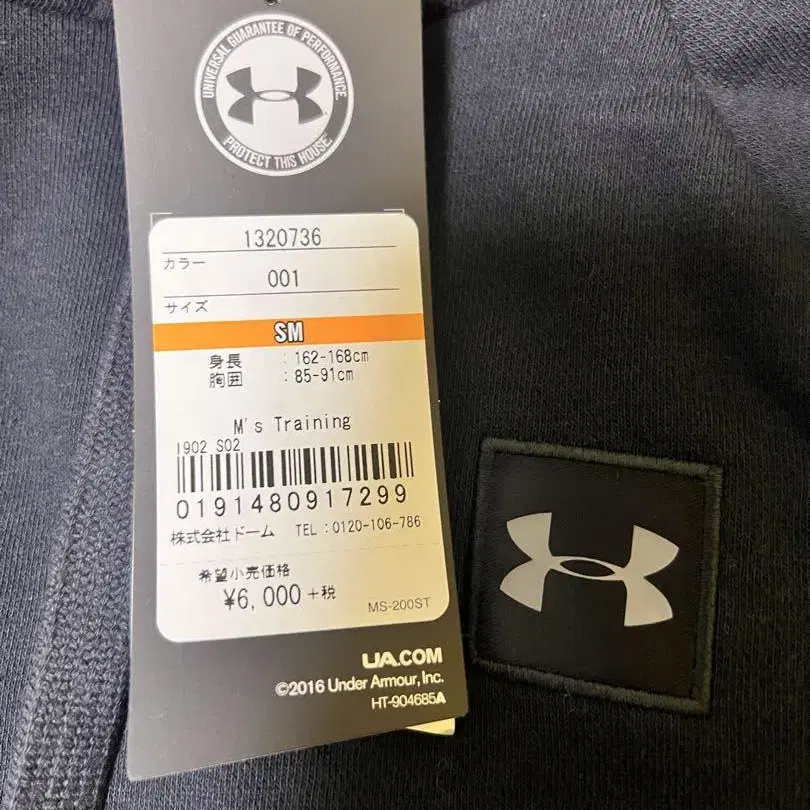 UNIVERSAL GUARANTEE OF PERFORMANCE.
PROTECT THIS HOUSE.
1320736
カラー
001
サイズ
SM
身長 : 162-168cm
胸囲 : 85-91cm
M's Training
1902 S02
0191480917299
株式会社ドーム TEL:0120-106-786
希望小売価格
¥6,000+税
MS-200ST
UA.COM
©2016 Under Armour, Inc.
HT-904685A